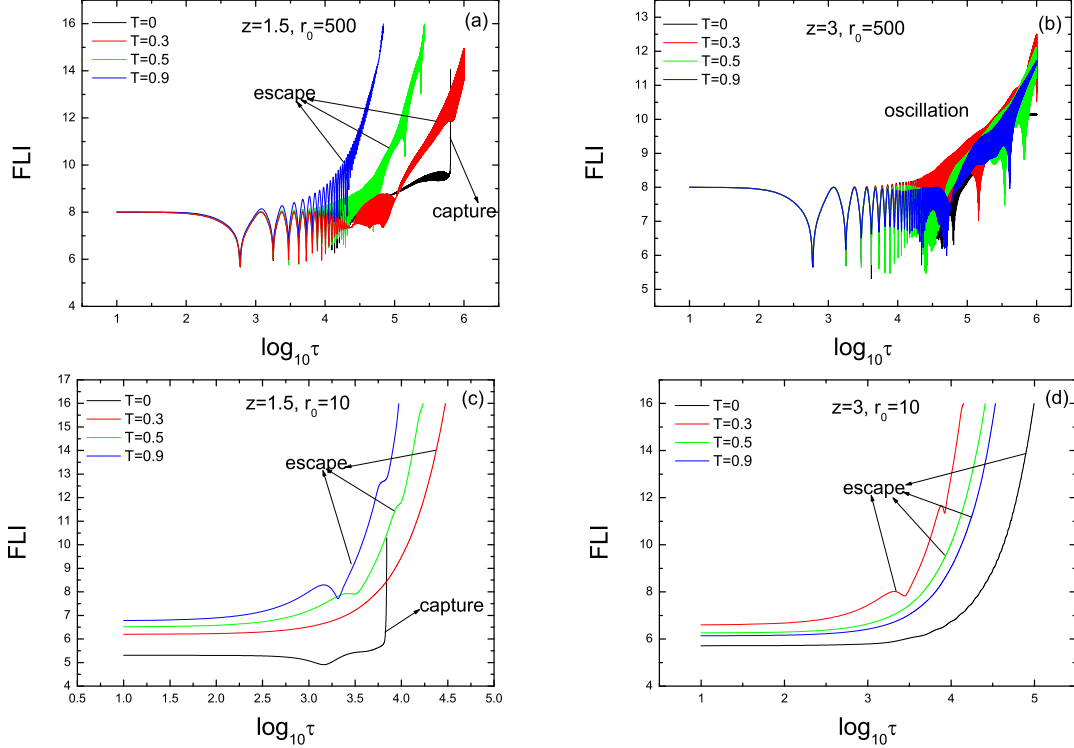 (a)
z=1.5, r0=500
T=0
T=0.3
T=0.5
T=0.9
escape
capture
FLI
16
14
12
10
8
6
4
1 2 3 4 5 6
log10τ
(b)
z=3, r0=500
T=0
T=0.3
T=0.5
T=0.9
oscillation
FLI
13
12
11
10
9
8
7
6
5
1 2 3 4 5 6
log10τ
(c)
z=1.5, r0=10
T=0
T=0.3
T=0.5
T=0.9
escape
capture
FLI
17
16
15
14
13
12
11
10
9
8
7
6
5
4
0.5 1.0 1.5 2.0 2.5 3.0 3.5 4.0 4.5 5.0
log10τ
(d)
z=3, r0=10
T=0
T=0.3
T=0.5
T=0.9
escape
FLI
16
14
12
10
8
6
4
1 2 3 4 5
log10τ